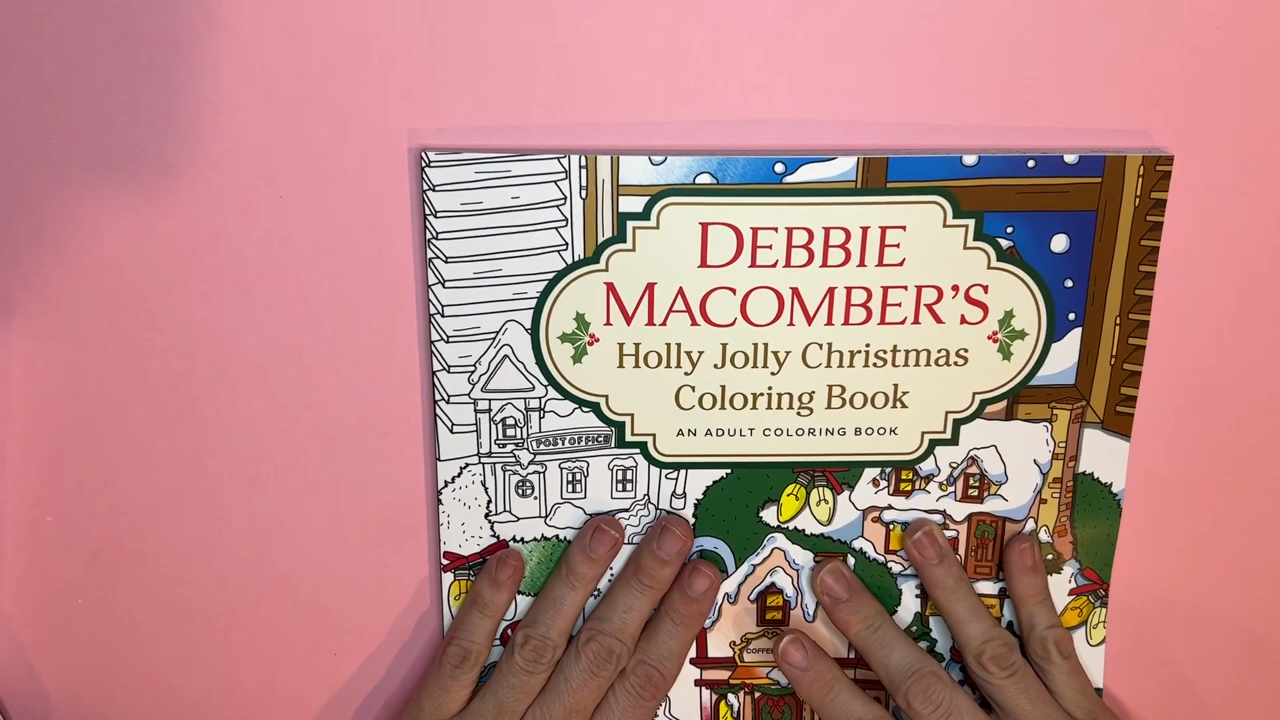 DEBBIE
MACOMBER'S
Holly Jolly Christmas
Coloring Book
AN ADULT COLORING BOOK
POST OFFICE